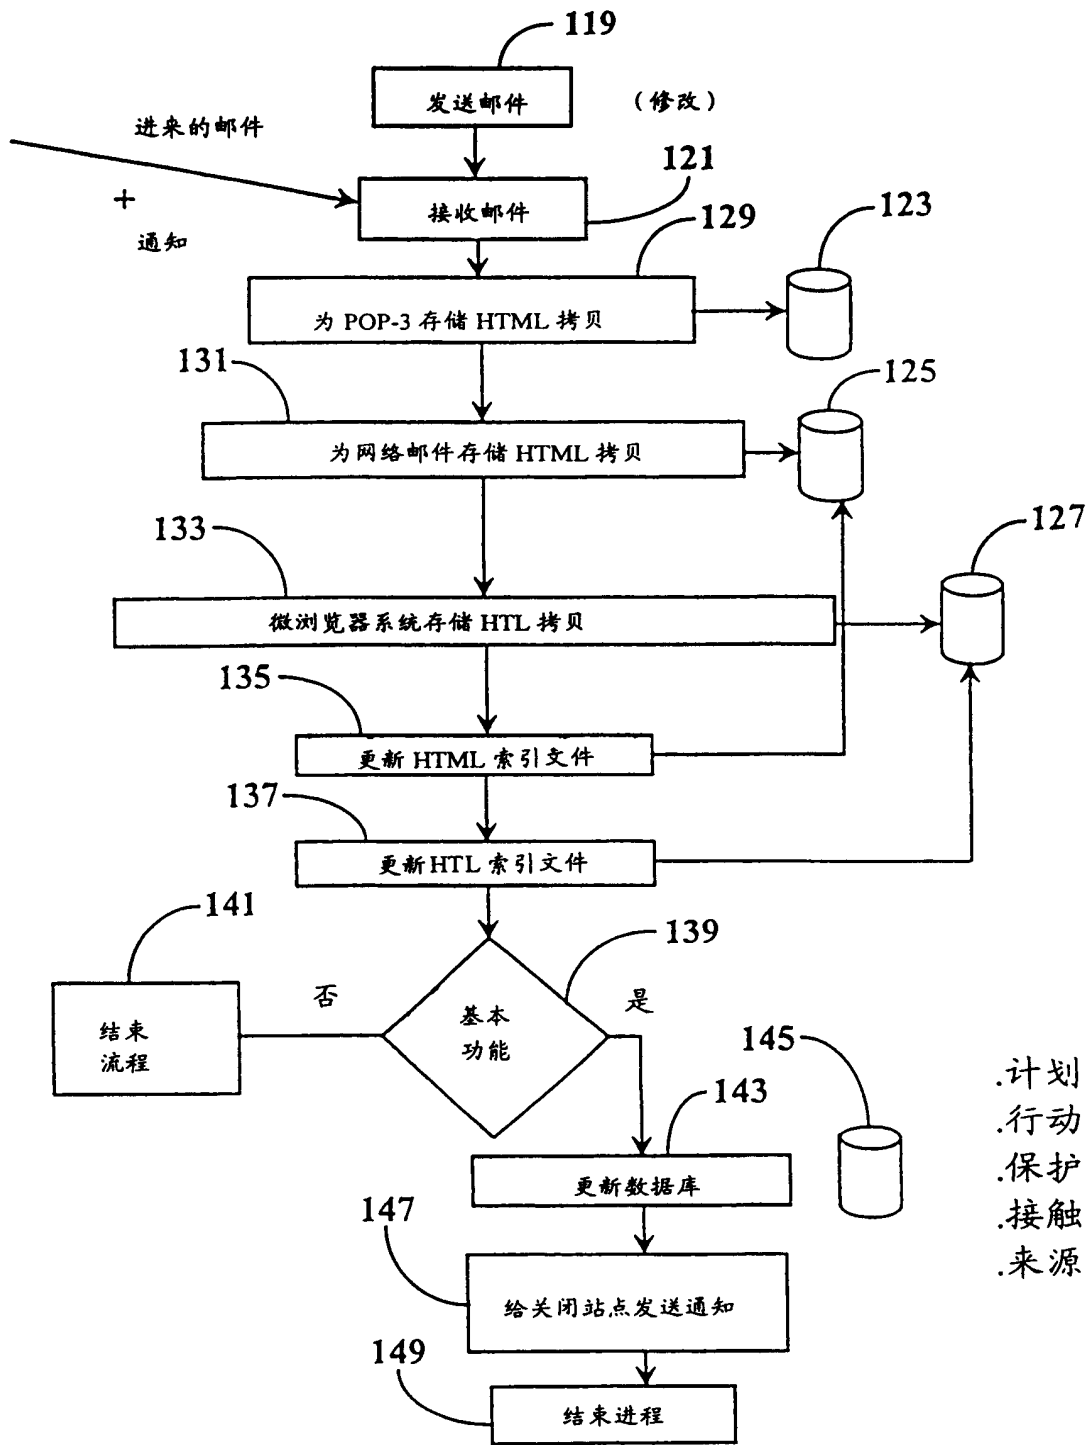 119
发送邮件
(修改)
进来的邮件
+
通知
121
接收邮件
129
123
为 POP-3 存储 HTML 拷贝
131
125
为网络邮件存储 HTML 拷贝
133
127
微浏览器系统存储 HTL 拷贝
135
更新 HTML 索引文件
137
更新 HTL 索引文件
141
139
否
是
结束
流程
基本
功能
145
143
.计划
.行动
.保护
.接触
.来源
更新数据库
147
给关闭站点发送通知
149
结束进程